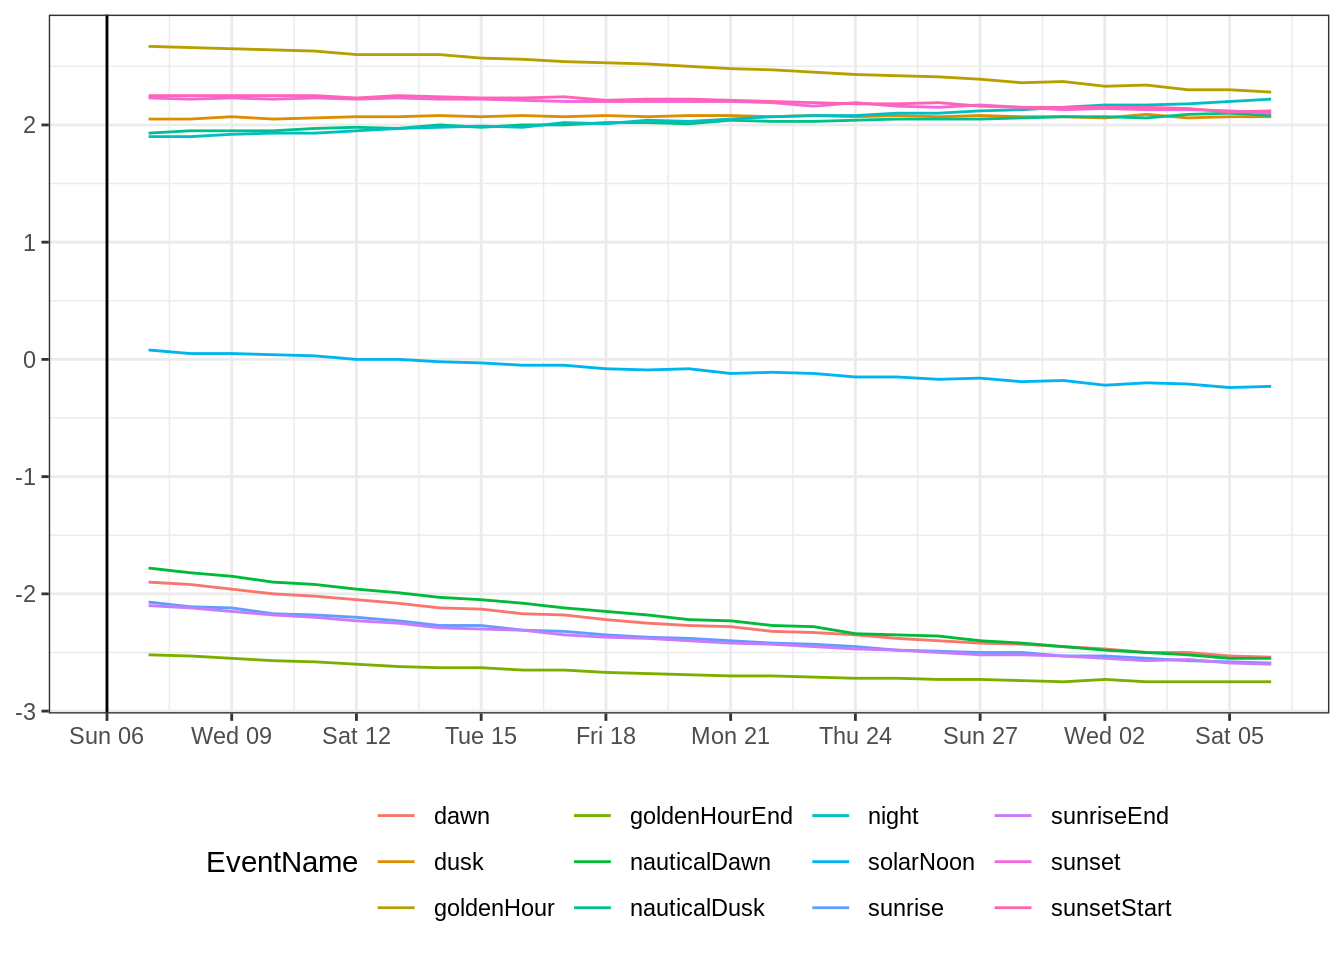 2
1
0
-1
-2
-3
Sun 06 Wed 09 Sat 12 Tue 15 Fri 18 Mon 21 Thu 24 Sun 27 Wed 02 Sat 05
EventName
dawn goldenHourEnd night sunriseEnd
dusk nauticalDawn solarNoon sunset
goldenHour nauticalDusk sunrise sunsetStart